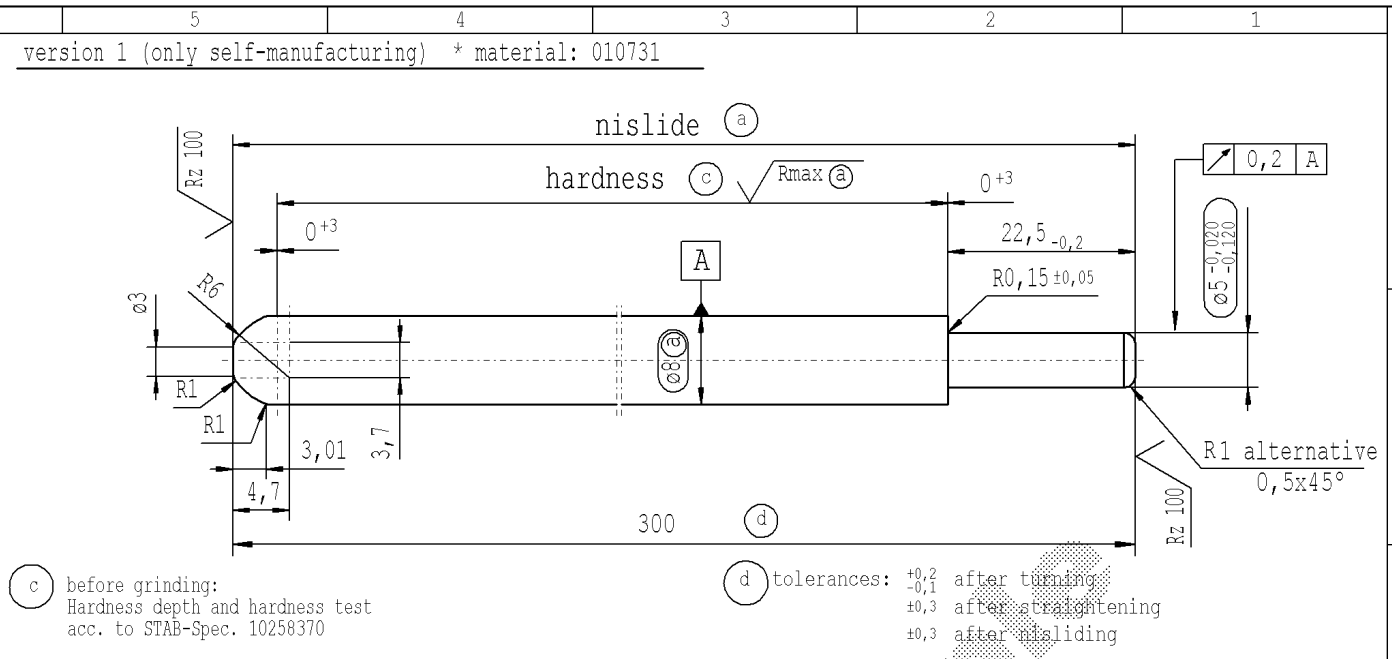 5 4 3 2 1
version 1 (only self-manufacturing) * material: 010731
nislide a
Rz 100
hardness c Rmax a
0+3
0,2 A
0+3
22,5 -0,2
ø5 -0,020 -0,120
A
R6
R0,15 ±0,05
ø3
ø8 a
R1
R1
3,01
3,7
R1 alternative
0,5x45°
4,7
Rz 100
300 d
c before grinding:
Hardness depth and hardness test
acc. to STAB-Spec. 10258370
d tolerances: +0,2 -0,1 after turning
±0,3 after straightening
±0,3 after nisliding